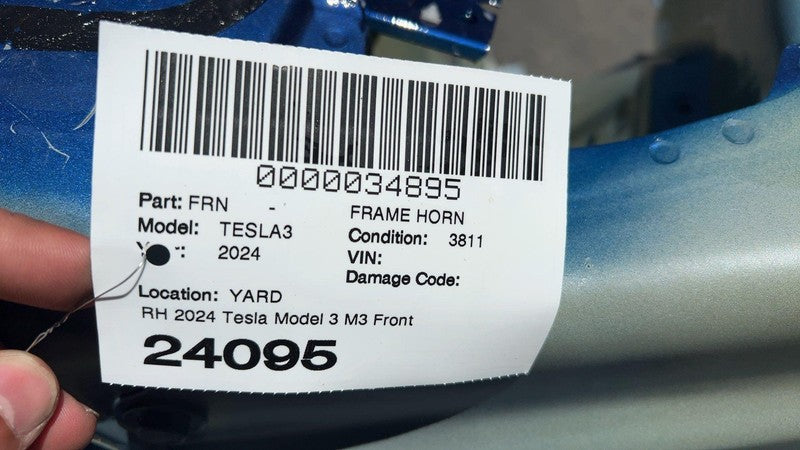 0000034895
Part: FRN - FRAME HORN
Model: TESLA3 Condition: 3811
2024 VIN:
Damage Code:
Location: YARD
RH 2024 Tesla Model 3 M3 Front
24095